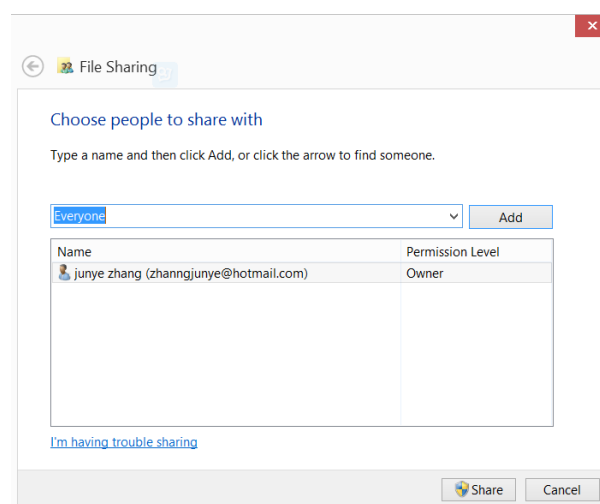 File Sharing
Choose people to share with
Type a name and then click Add, or click the arrow to find someone.
Everyone
Add
Name Permission Level
junye zhang (zhanngjunye@hotmail.com) Owner
I'm having trouble sharing
Share Cancel